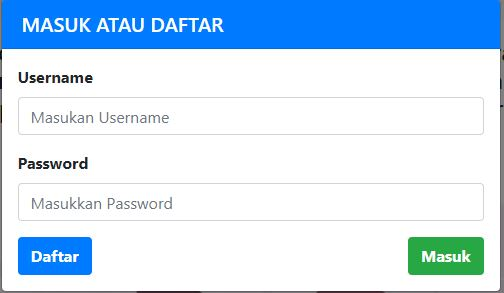 MASUK ATAU DAFTAR
Username
Masukan Username
Password
Masukkan Password
Daftar
Masuk